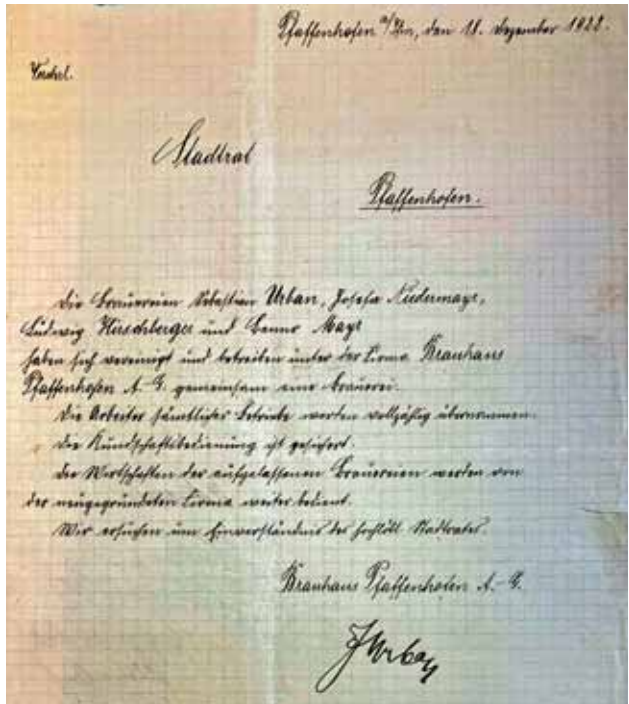 Pfaffenhofen a/Ilm, den 18. Dezember 1922.
Stadtrat
Pfaffenhofen.
Die Brauereien Sebastian Urban, Josefa Niedermayr,
Ludwig Hirschberger und Benno Mayr
haben sich vereinigt und betreiben unter der Firma Brauhaus
Pfaffenhofen A. G. gemeinsam eine Brauerei.
Die Arbeiter sämtlicher Betriebe werden vollzählig übernommen.
Die Kundschaftsbedienung ist gesichert.
Die Wirtschaften der aufgelassenen Brauereien werden von
der neugegründeten Firma weiter bedient.
Wir ersuchen um Einverständnis des hochlöbl. Stadtrates.
Brauhaus Pfaffenhofen A. G.
J Urban